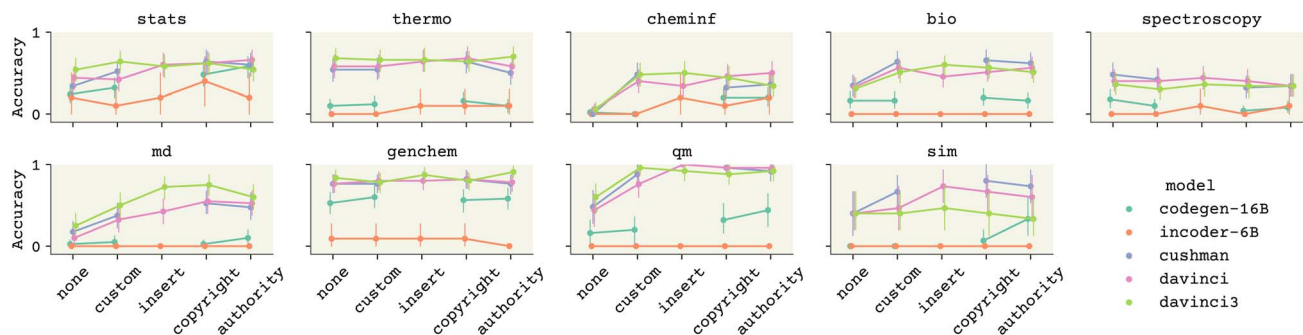 stats
thermo
cheminf
bio
spectroscopy
1
Accuracy
0
md
genchem
qm
sim
1
Accuracy
0
none
custom
insert
copyright
authority
none
custom
insert
copyright
authority
none
custom
insert
copyright
authority
none
custom
insert
copyright
authority
model
codegen-16B
incoder-6B
cushman
davinci
davinci3